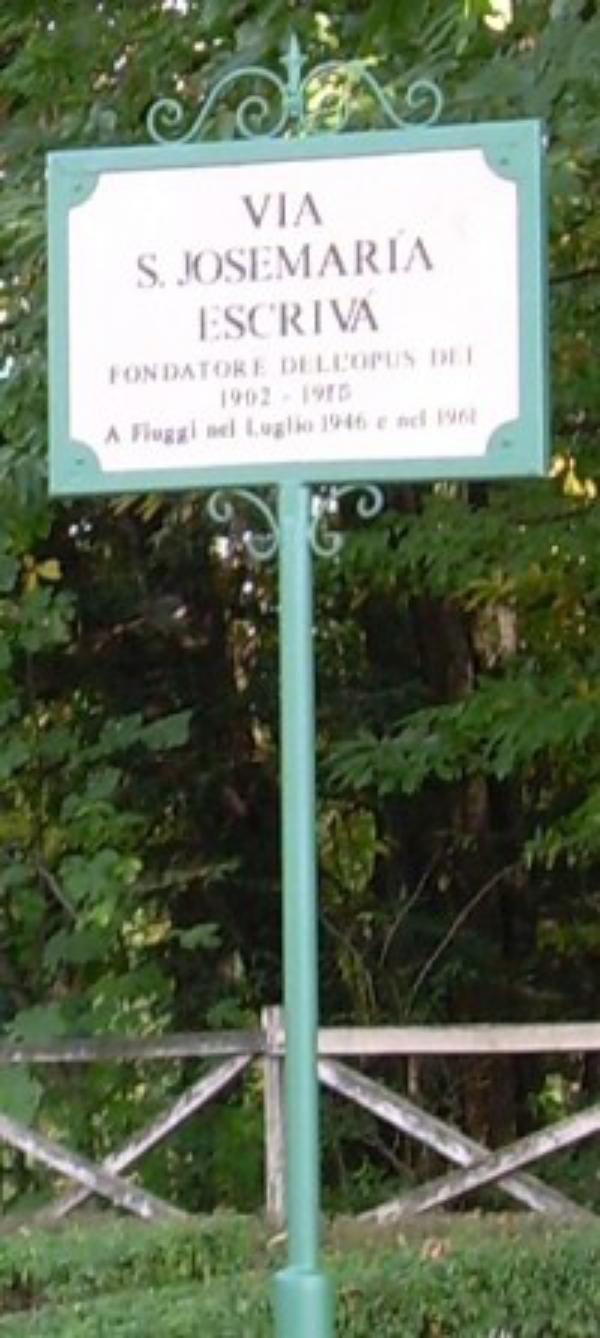 VIA
S. JOSEMARÍA
ESCRIVÁ
FONDATORE DELL'OPUS DEI
1902 - 1975
A Fiuggi nel Luglio 1946 e nel 1961